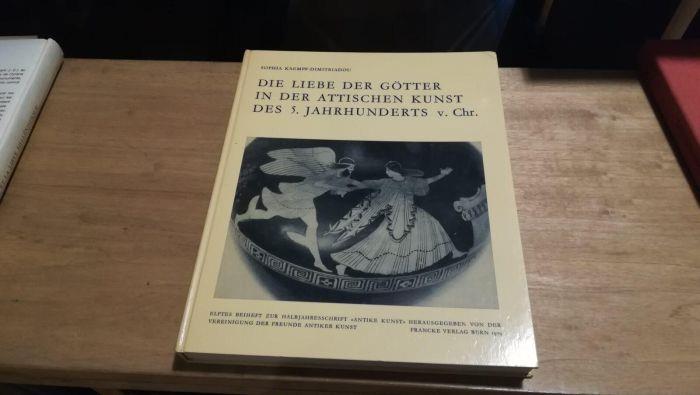 SOPHIA KAEMPF-DIMITRIADOU
DIE LIEBE DER GÖTTER
IN DER ATTISCHEN KUNST
DES 5. JAHRHUNDERTS v. Chr.
ELFTES BEIHEFT ZUR HALBJAHRESSCHRIFT «ANTIKE KUNST» HERAUSGEGEBEN VON DER
VEREINIGUNG DER FREUNDE ANTIKER KUNST FRANCKE VERLAG BERN 1979